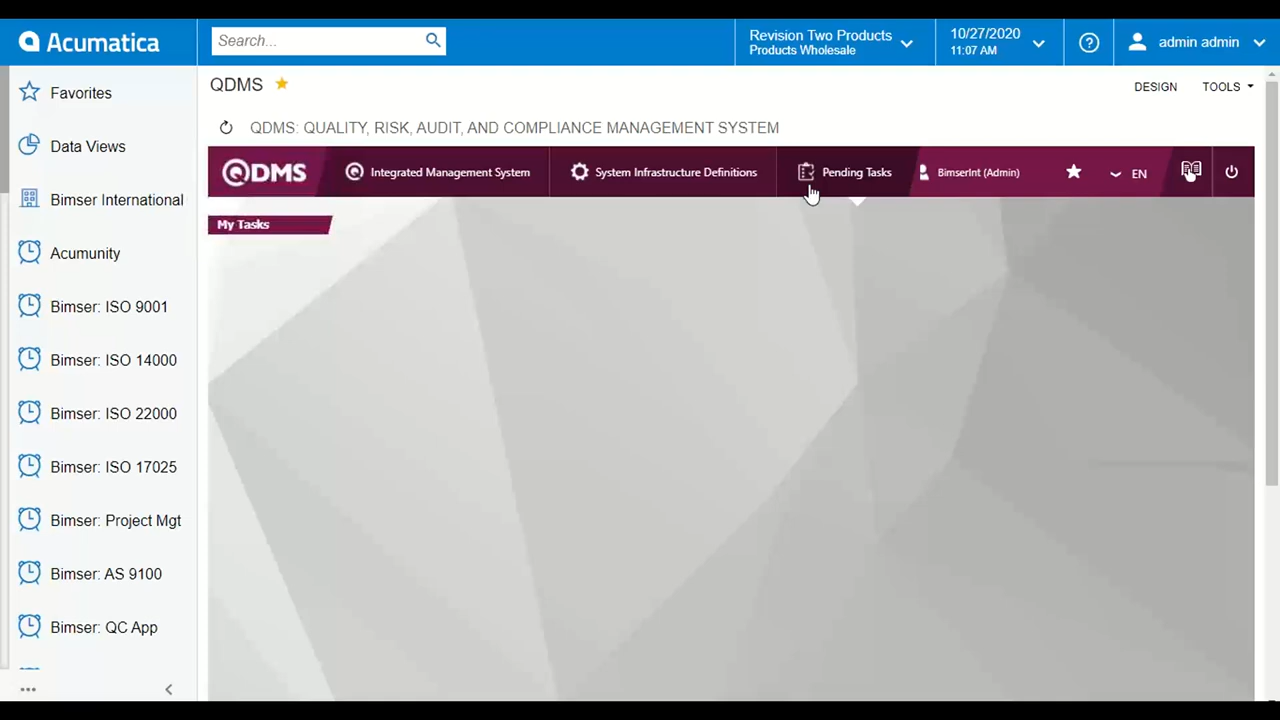 Acumatica
Search...
Revision Two Products
Products Wholesale
10/27/2020
11:07 AM
admin admin
Favorites
Data Views
Bimser International
Acumunity
Bimser: ISO 9001
Bimser: ISO 14000
Bimser: ISO 22000
Bimser: ISO 17025
Bimser: Project Mgt
Bimser: AS 9100
Bimser: QC App
QDMS
DESIGN
TOOLS
QDMS: QUALITY, RISK, AUDIT, AND COMPLIANCE MANAGEMENT SYSTEM
QDMS
Integrated Management System
System Infrastructure Definitions
Pending Tasks
BimserInt (Admin)
EN
My Tasks